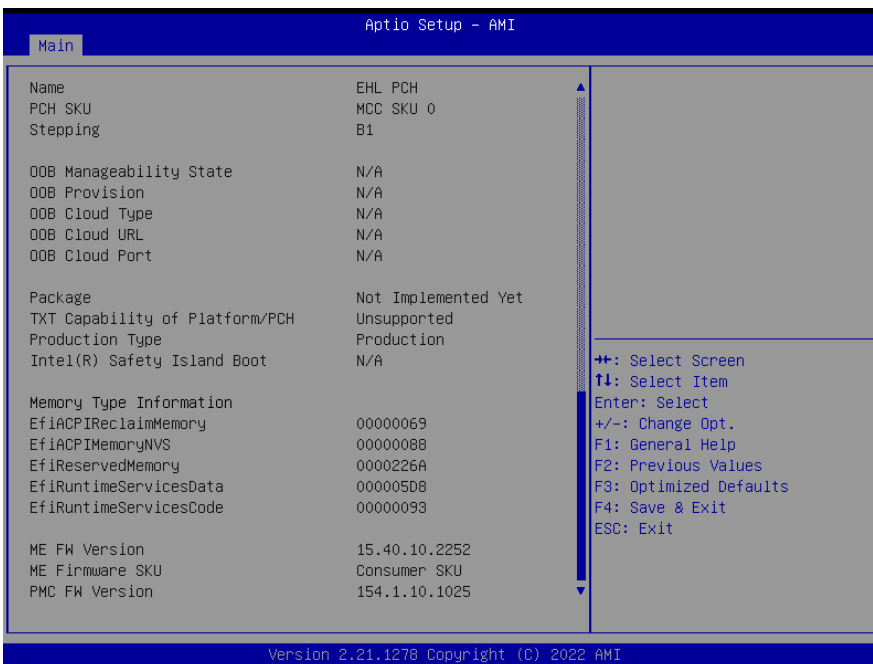 Aptio Setup - AMI
Main
Name EHL PCH
PCH SKU MCC SKU 0
Stepping B1
OOB Manageability State N/A
OOB Provision N/A
OOB Cloud Type N/A
OOB Cloud URL N/A
OOB Cloud Port N/A
Package Not Implemented Yet
TXT Capability of Platform/PCH Unsupported
Production Type Production
Intel(R) Safety Island Boot N/A
Memory Type Information
EfiACPIReclaimMemory 00000069
EfiACPIMemoryNVS 00000088
EfiReservedMemory 0000226A
EfiRuntimeServicesData 000005D8
EfiRuntimeServicesCode 00000093
ME FW Version 15.40.10.2252
ME Firmware SKU Consumer SKU
PMC FW Version 154.1.10.1025
→←: Select Screen
↑↓: Select Item
Enter: Select
+/-: Change Opt.
F1: General Help
F2: Previous Values
F3: Optimized Defaults
F4: Save & Exit
ESC: Exit
Version 2.21.1278 Copyright (C) 2022 AMI